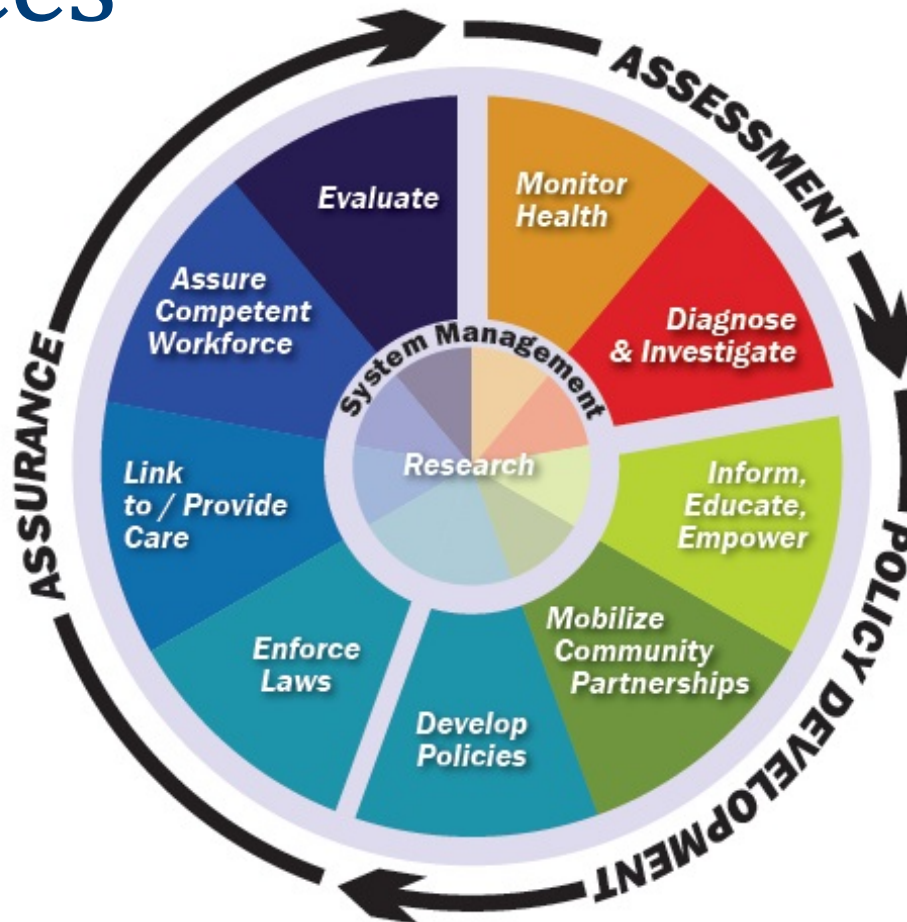 ASSESSMENT
POLICY DEVELOPMENT
ASSURANCE
Evaluate
Monitor
Health
Assure
Competent
Workforce
Diagnose
& Investigate
System Management
Research
Link
to / Provide
Care
Inform,
Educate,
Empower
Enforce
Laws
Mobilize
Community
Partnerships
Develop
Policies